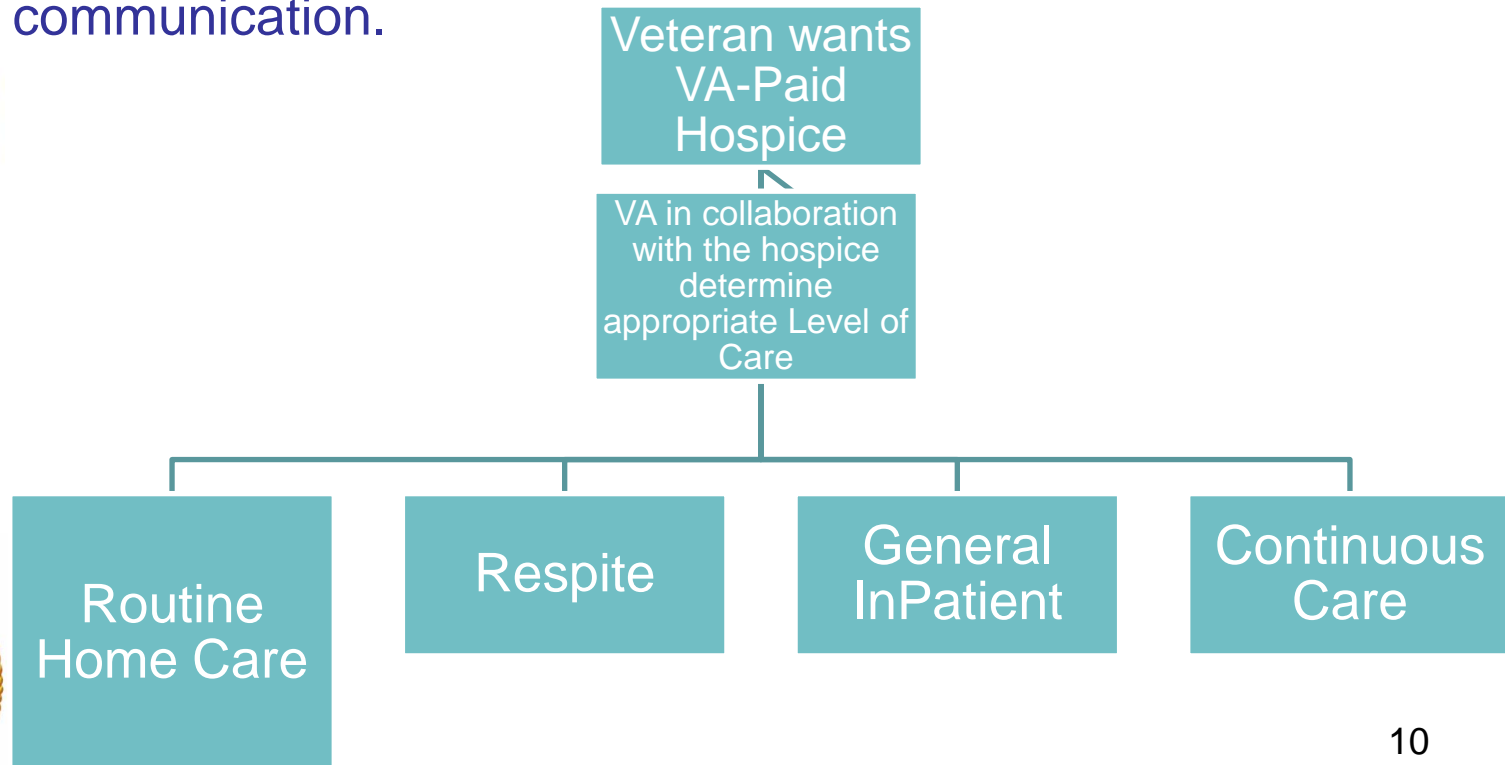 communication.
Veteran wants
VA-Paid
Hospice
VA in collaboration
with the hospice
determine
appropriate Level of
Care
Routine
Home Care
Respite
General
InPatient
Continuous
Care
10